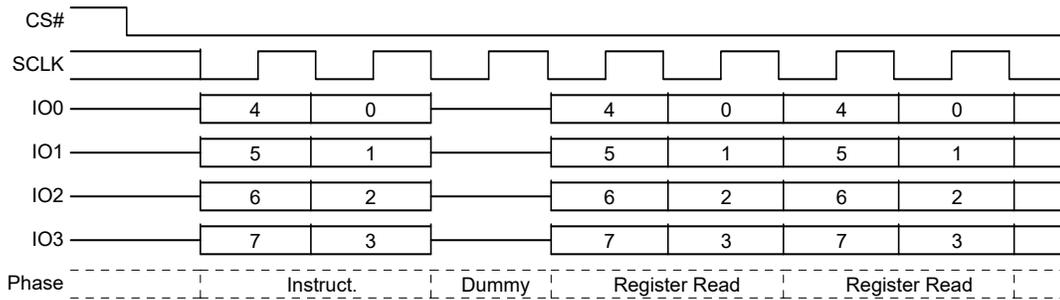 CS#
SCLK
IO0 4 0 4 0 4 0
IO1 5 1 5 1 5 1
IO2 6 2 6 2 6 2
IO3 7 3 7 3 7 3
Phase Instruct. Dummy Register Read Register Read